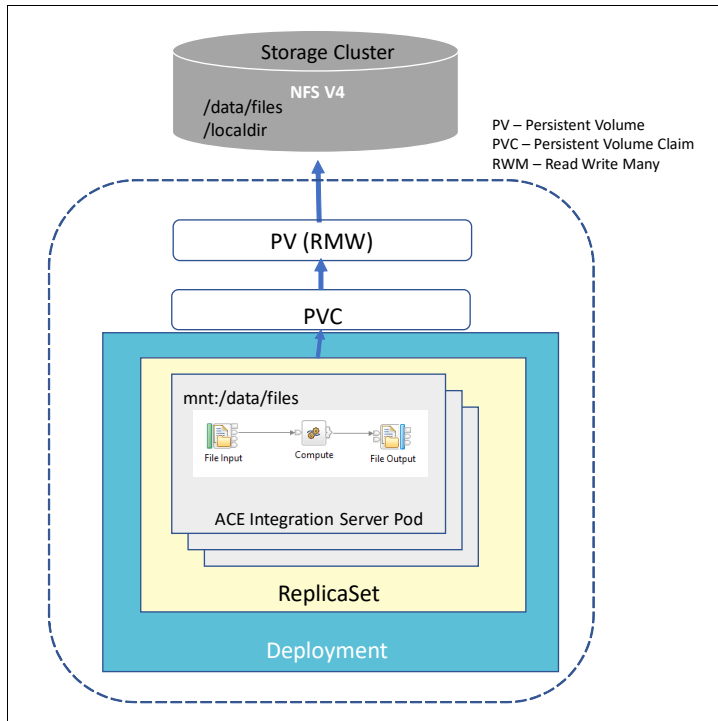 Storage Cluster
NFS V4
/data/files
/localdir
PV – Persistent Volume
PVC – Persistent Volume Claim
RWM – Read Write Many
PV (RMW)
PVC
mnt:/data/files
File Input
Compute
File Output
ACE Integration Server Pod
ReplicaSet
Deployment